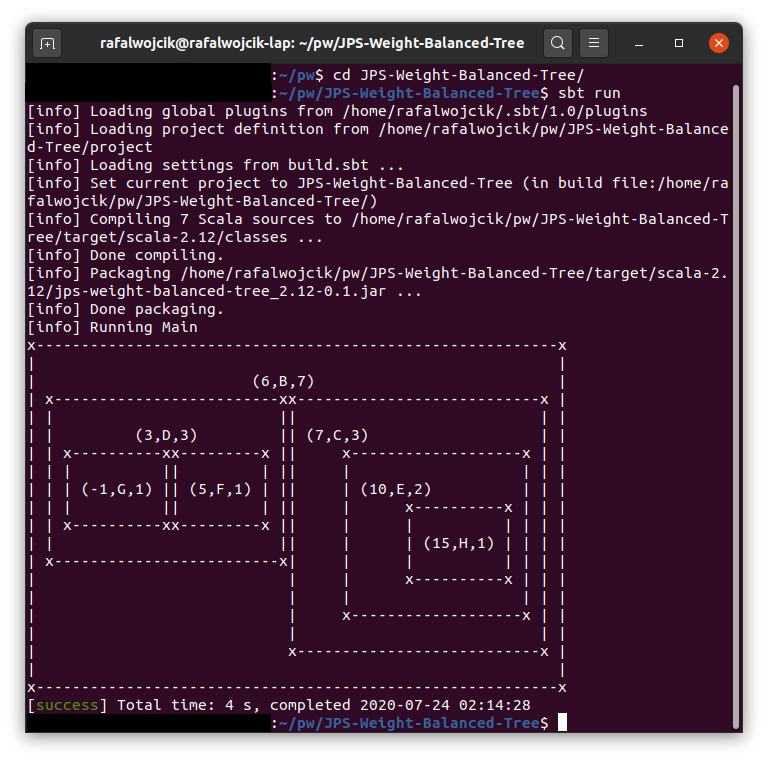 rafalwojcik@rafalwojcik-lap: ~/pw/JPS-Weight-Balanced-Tree
:~/pw$ cd JPS-Weight-Balanced-Tree/
:~/pw/JPS-Weight-Balanced-Tree$ sbt run
[info] Loading global plugins from /home/rafalwojcik/.sbt/1.0/plugins
[info] Loading project definition from /home/rafalwojcik/pw/JPS-Weight-Balance
d-Tree/project
[info] Loading settings from build.sbt ...
[info] Set current project to JPS-Weight-Balanced-Tree (in build file:/home/ra
falwojcik/pw/JPS-Weight-Balanced-Tree/)
[info] Compiling 7 Scala sources to /home/rafalwojcik/pw/JPS-Weight-Balanced-T
ree/target/scala-2.12/classes ...
[info] Done compiling.
[info] Packaging /home/rafalwojcik/pw/JPS-Weight-Balanced-Tree/target/scala-2.
12/jps-weight-balanced-tree_2.12-0.1.jar ...
[info] Done packaging.
[info] Running Main
x----------------------------------------------------------x
|                                                          |
|                        (6,B,7)                           |
| x-------------------------xx---------------------------x |
| |                         ||                           | |
| |         (3,D,3)         || (7,C,3)                   | |
| | x----------xx---------x ||     x-------------------x | |
| | |          ||         | ||     |                   | | |
| | | (-1,G,1) || (5,F,1) | ||     | (10,E,2)          | | |
| | |          ||         | ||     |      x----------x | | |
| | x----------xx---------x ||     |      |          | | | |
| |                         ||     |      | (15,H,1) | | | |
| x-------------------------x|     |      |          | | | |
|                            |     |      x----------x | | |
|                            |     |                   | | |
|                            |     x-------------------x | |
|                            |                           | |
|                            x---------------------------x |
|                                                          |
x----------------------------------------------------------x
[success] Total time: 4 s, completed 2020-07-24 02:14:28
:~/pw/JPS-Weight-Balanced-Tree$